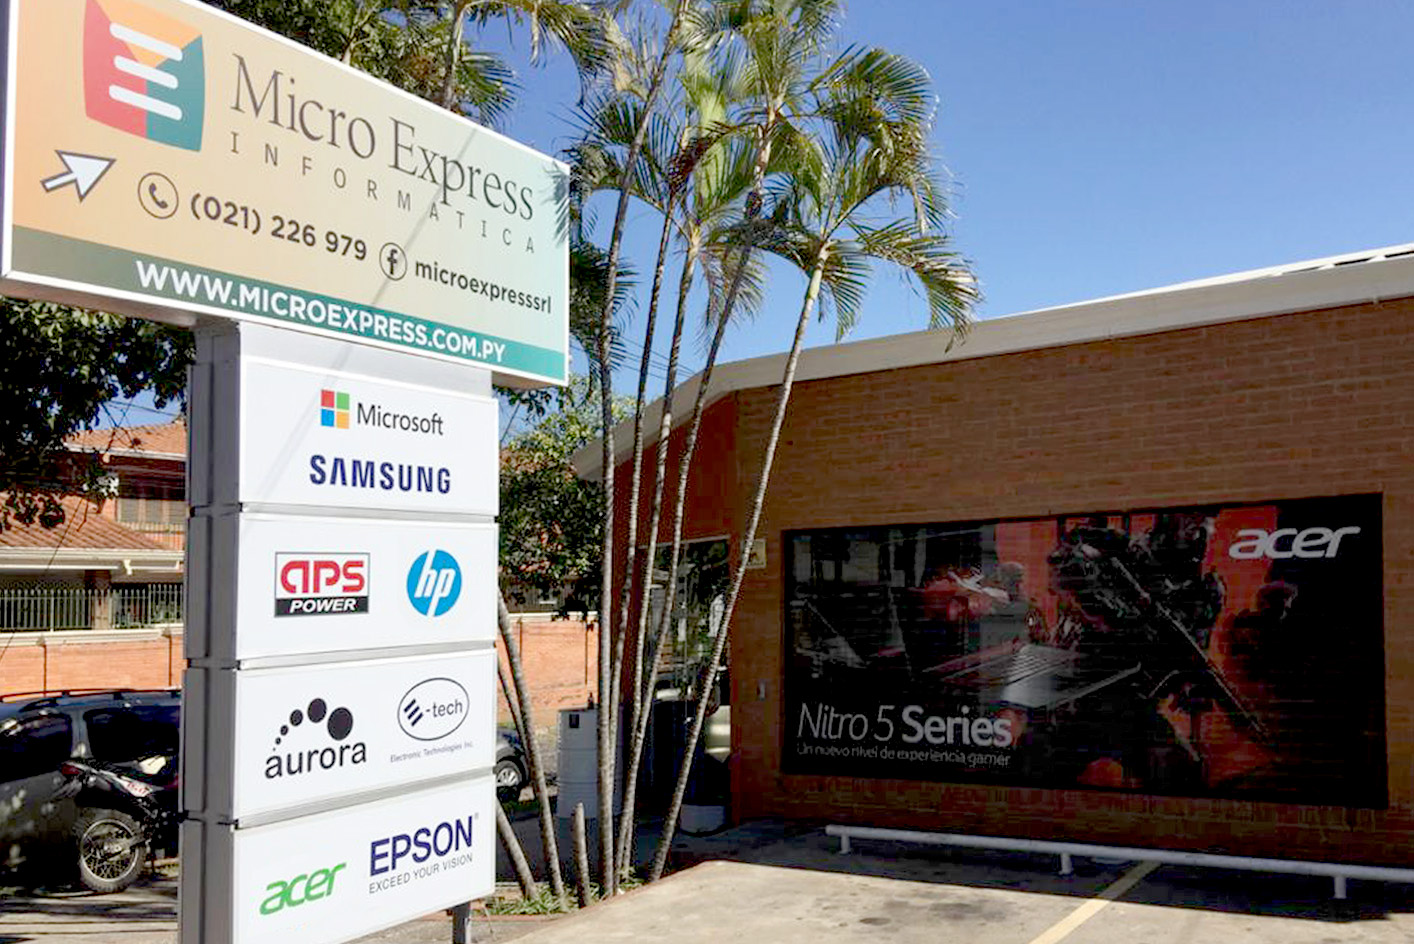 Micro Express
INFORMATICA
(021) 226 979
microexpresssrl
WWW.MICROEXPRESS.COM.PY
Microsoft
SAMSUNG
APS
POWER
hp
aurora
E-tech
Electronic Technologies Inc.
acer
EPSON
EXCEED YOUR VISION
acer
Nitro 5 Series
Un nuevo nivel de experiencia gamer